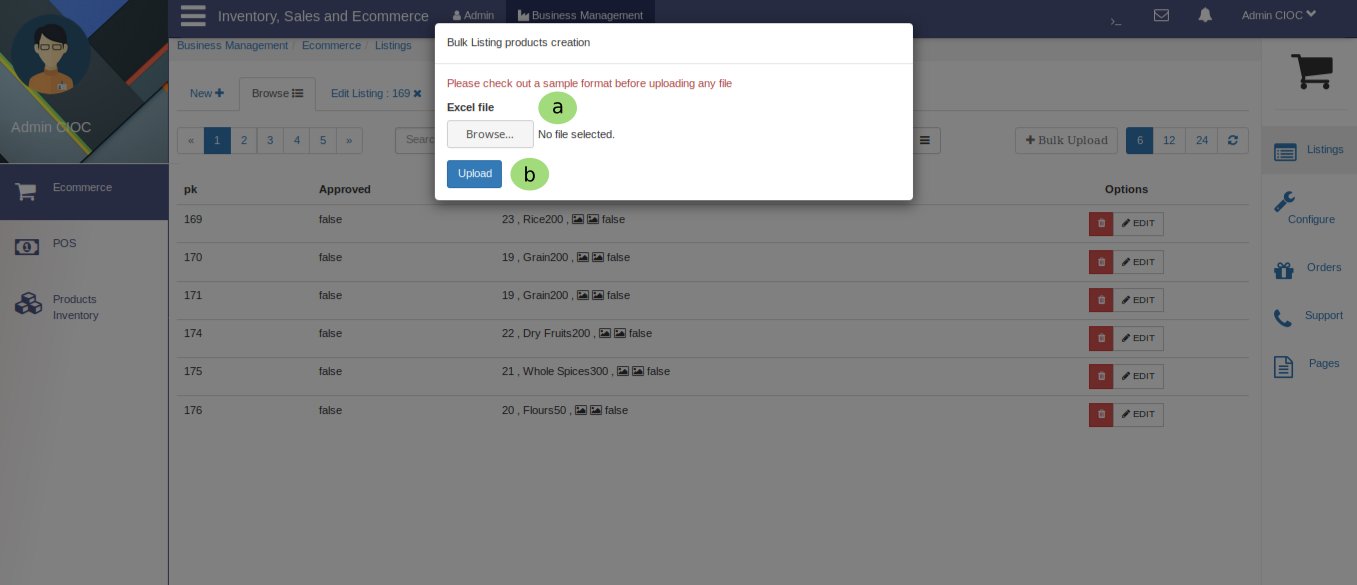 Inventory, Sales and Ecommerce Admin Business Management Admin CIOC
Business Management / Ecommerce / Listings
Bulk Listing products creation
Please check out a sample format before uploading any file
Excel file a
Browse... No file selected.
Upload b
New Browse Edit Listing : 169
Admin CIOC
« 1 2 3 4 5 » Searc Bulk Upload 6 12 24
pk Approved Options
169 false 23 , Rice200 , false EDIT
170 false 19 , Grain200 , false EDIT
171 false 19 , Grain200 , false EDIT
174 false 22 , Dry Fruits200 , false EDIT
175 false 21 , Whole Spices300 , false EDIT
176 false 20 , Flours50 , false EDIT
Ecommerce
POS
Products
Inventory
Listings
Configure
Orders
Support
Pages